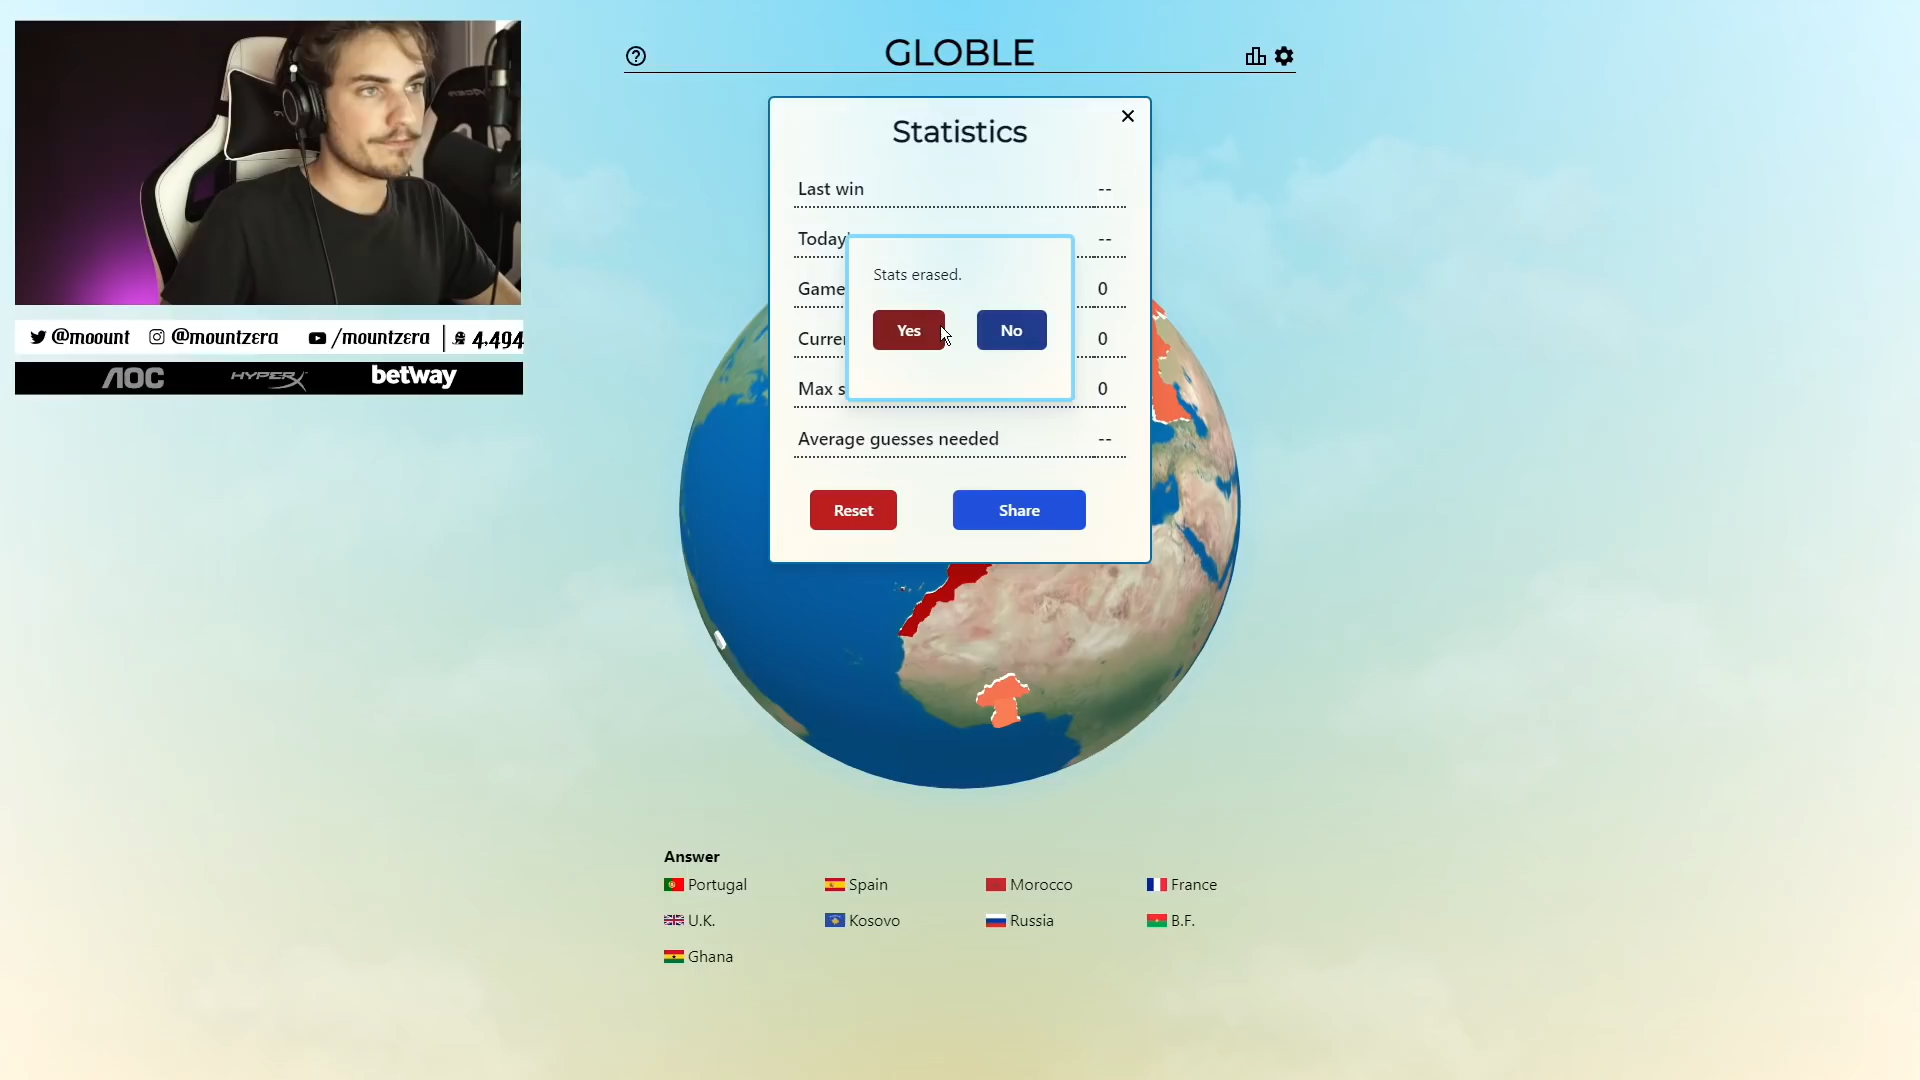 GLOBLE
Statistics
Last win --
Today' --
Game 0
Stats erased.
Yes No
Curre 0
Max s 0
Average guesses needed --
Reset Share
@moount @mountzera /mountzera 4,494
AOC HYPERX betway
Answer
Portugal Spain Morocco France
U.K. Kosovo Russia B.F.
Ghana